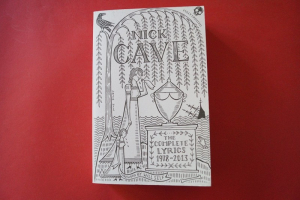 NICK
CAVE
THE
COMPLETE
LYRICS
1978-2013